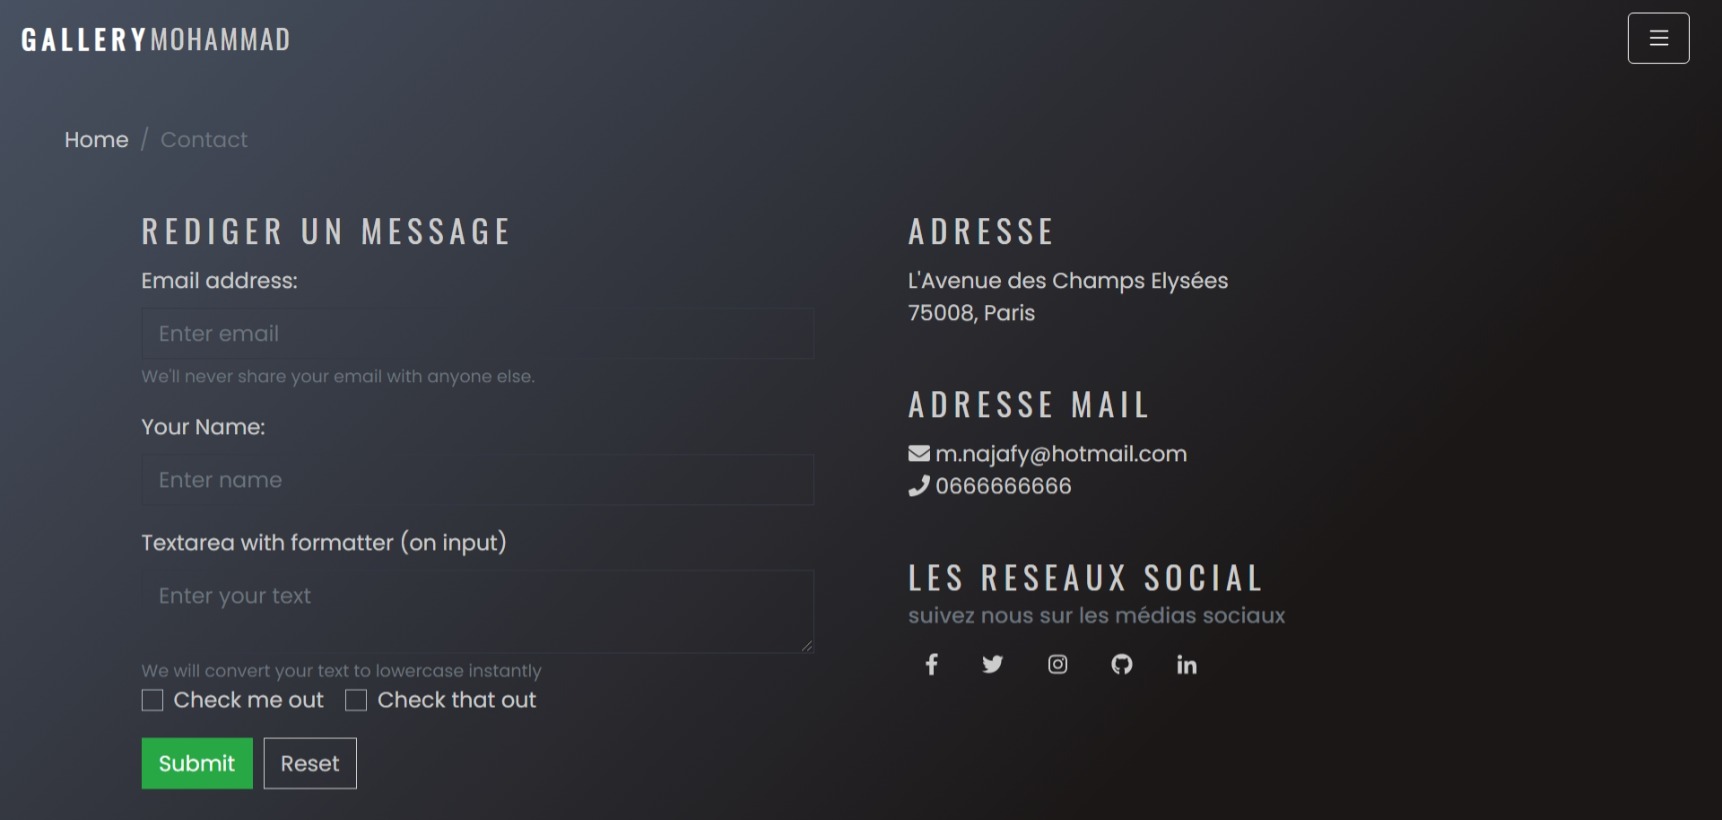 GALLERYMOHAMMAD
Home / Contact
REDIGER UN MESSAGE
Email address:
Enter email
We'll never share your email with anyone else.
Your Name:
Enter name
Textarea with formatter (on input)
Enter your text
We will convert your text to lowercase instantly
Check me out Check that out
Submit Reset
ADRESSE
L'Avenue des Champs Elysées
75008, Paris
ADRESSE MAIL
m.najafy@hotmail.com
0666666666
LES RESEAUX SOCIAL
suivez nous sur les médias sociaux